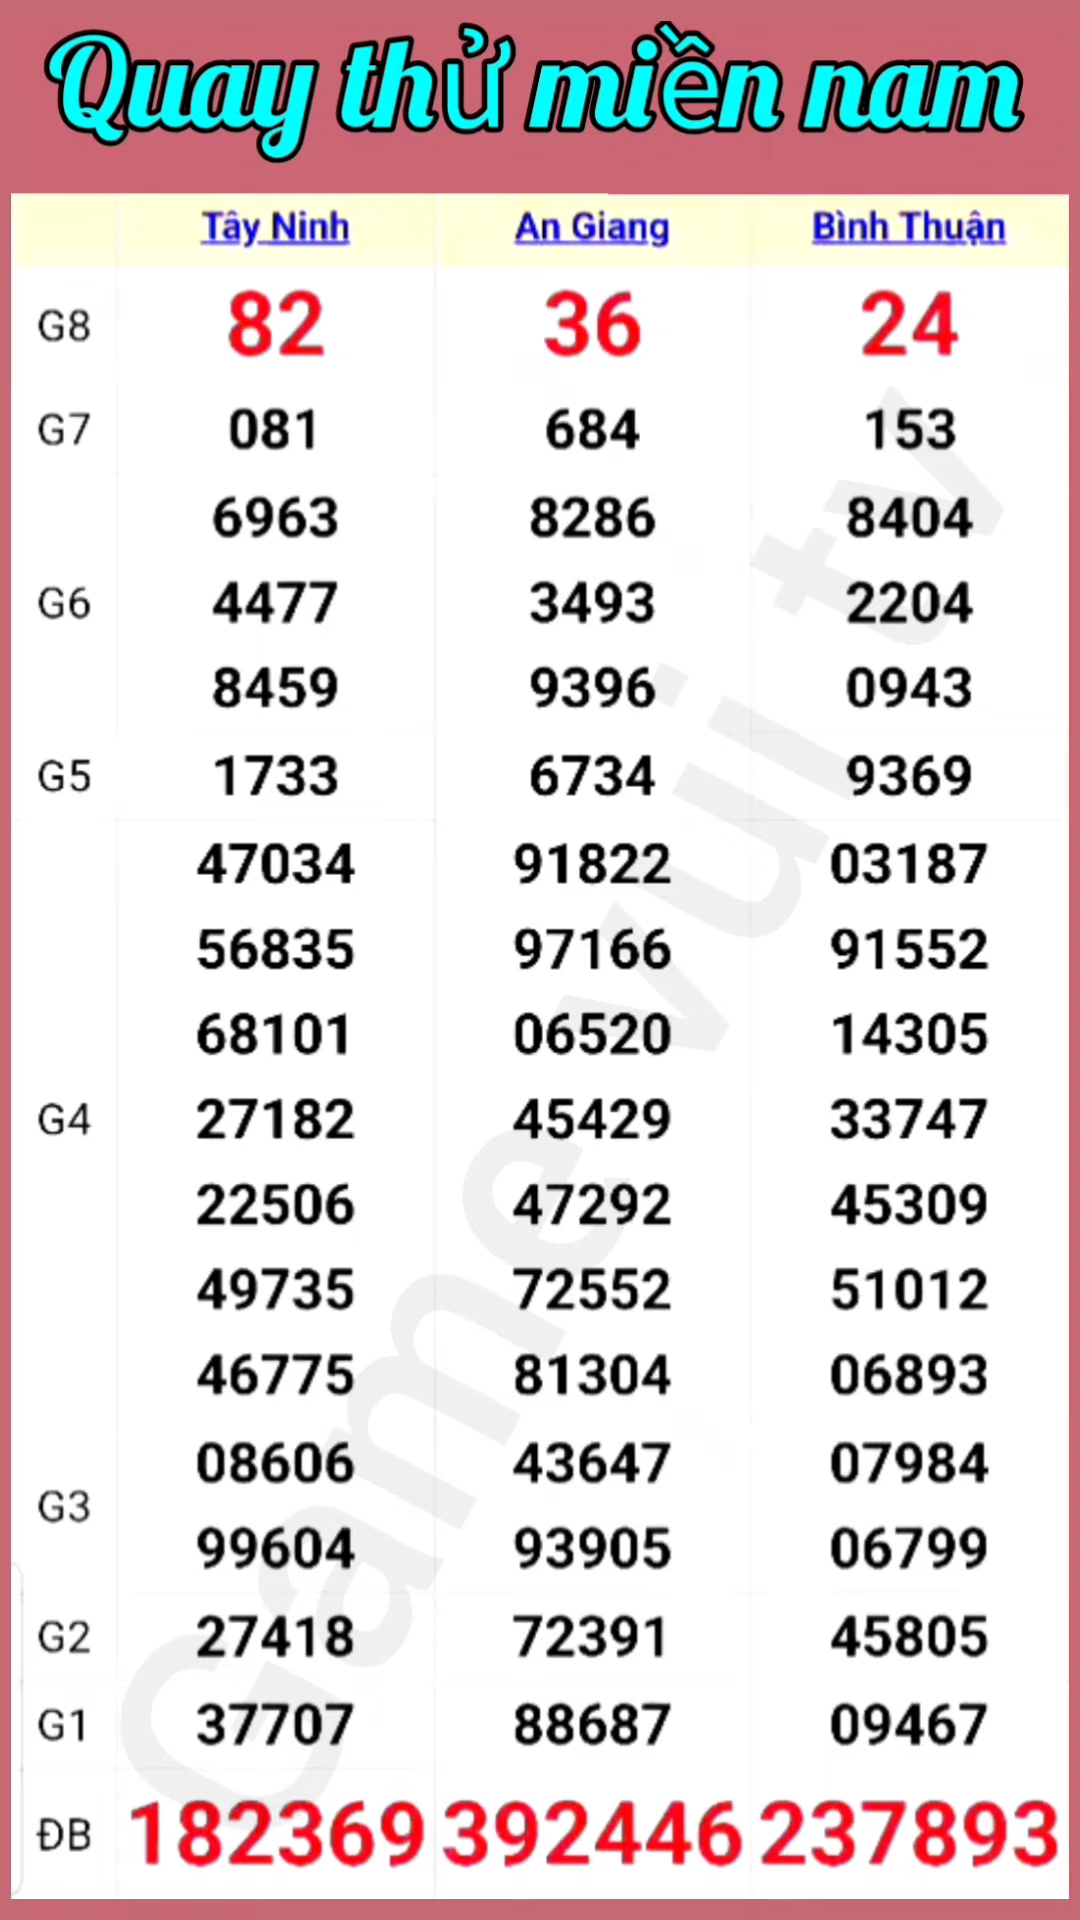 Quay thử miền nam
Tây Ninh An Giang Bình Thuận
G8 82 36 24
G7 081 684 153
6963 8286 8404
G6 4477 3493 2204
8459 9396 0943
G5 1733 6734 9369
47034 91822 03187
56835 97166 91552
68101 06520 14305
G4 27182 45429 33747
22506 47292 45309
49735 72552 51012
46775 81304 06893
08606 43647 07984
G3
99604 93905 06799
G2 27418 72391 45805
G1 37707 88687 09467
ĐB 182369 392446 237893
Game vui tv